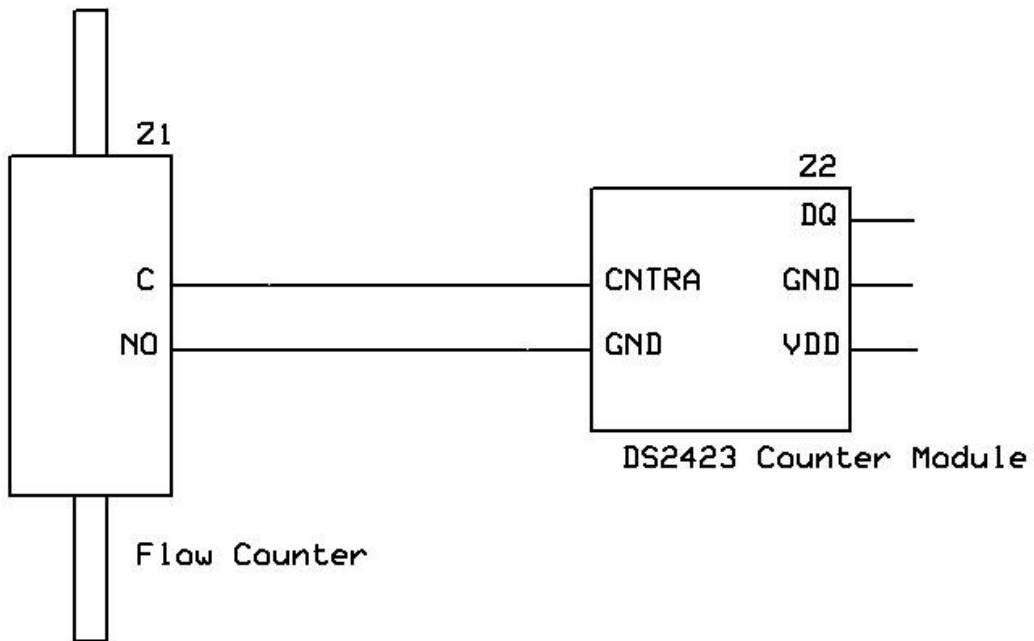 Z1
Z2
DQ
C
CNTRA
GND
NO
GND
VDD
DS2423 Counter Module
Flow Counter